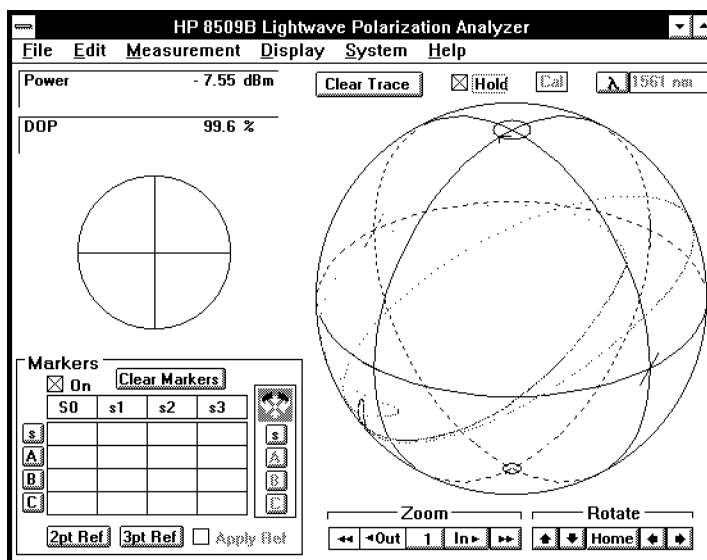 HP 8509B Lightwave Polarization Analyzer
File Edit Measurement Display System Help
Power - 7.55 dBm
Clear Trace Hold Cal λ 1561 nm
DOP 99.6 %
Markers
On Clear Markers
S0 s1 s2 s3
s s
A A
B B
C C
2pt Ref 3pt Ref Apply Ref
Zoom
Out 1 In
Rotate
Home